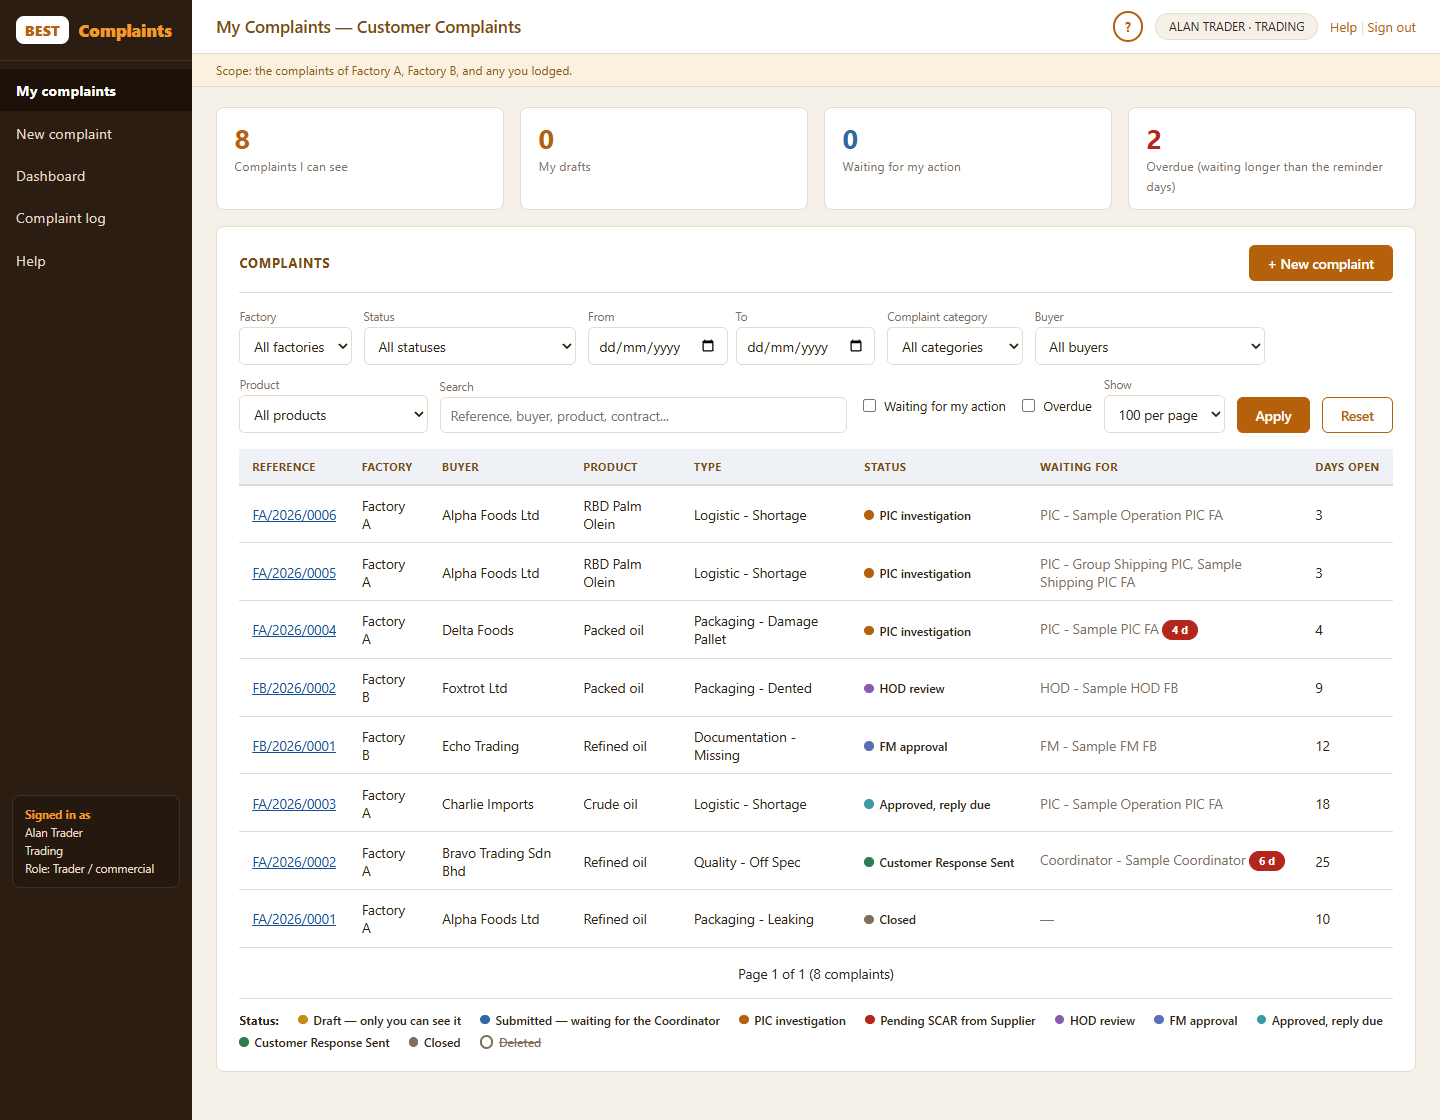 BEST Complaints
My complaints
New complaint
Dashboard
Complaint log
Help
Signed in as
Alan Trader
Trading
Role: Trader / commercial
My Complaints — Customer Complaints
?
ALAN TRADER · TRADING
Help | Sign out
Scope: the complaints of Factory A, Factory B, and any you lodged.
8
Complaints I can see
0
My drafts
0
Waiting for my action
2
Overdue (waiting longer than the reminder
days)
COMPLAINTS
+ New complaint
Factory Status From To Complaint category Buyer
All factories All statuses dd/mm/yyyy dd/mm/yyyy All categories All buyers
Product Search Show
All products Reference, buyer, product, contract... Waiting for my action Overdue 100 per page Apply Reset
REFERENCE FACTORY BUYER PRODUCT TYPE STATUS WAITING FOR DAYS OPEN
FA/2026/0006 Factory A Alpha Foods Ltd RBD Palm Olein Logistic - Shortage PIC investigation PIC - Sample Operation PIC FA 3
FA/2026/0005 Factory A Alpha Foods Ltd RBD Palm Olein Logistic - Shortage PIC investigation PIC - Group Shipping PIC, Sample Shipping PIC FA 3
FA/2026/0004 Factory A Delta Foods Packed oil Packaging - Damage Pallet PIC investigation PIC - Sample PIC FA 4 d 4
FB/2026/0002 Factory B Foxtrot Ltd Packed oil Packaging - Dented HOD review HOD - Sample HOD FB 9
FB/2026/0001 Factory B Echo Trading Refined oil Documentation - Missing FM approval FM - Sample FM FB 12
FA/2026/0003 Factory A Charlie Imports Crude oil Logistic - Shortage Approved, reply due PIC - Sample Operation PIC FA 18
FA/2026/0002 Factory A Bravo Trading Sdn Bhd Refined oil Quality - Off Spec Customer Response Sent Coordinator - Sample Coordinator 6 d 25
FA/2026/0001 Factory A Alpha Foods Ltd Refined oil Packaging - Leaking Closed — 10
Page 1 of 1 (8 complaints)
Status: Draft — only you can see it Submitted — waiting for the Coordinator PIC investigation Pending SCAR from Supplier HOD review FM approval Approved, reply due
Customer Response Sent Closed Deleted